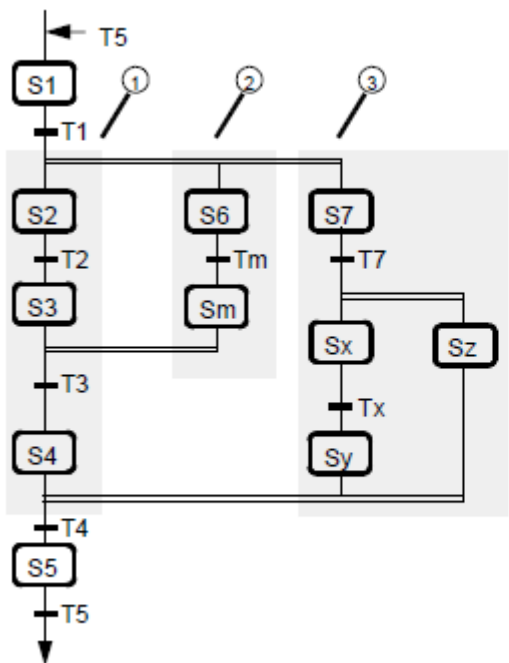 T5
S1
① ② ③
T1
S2 S6 S7
T2 Tm T7
S3 Sm Sx Sz
T3 Tx
S4 Sy
T4
S5
T5